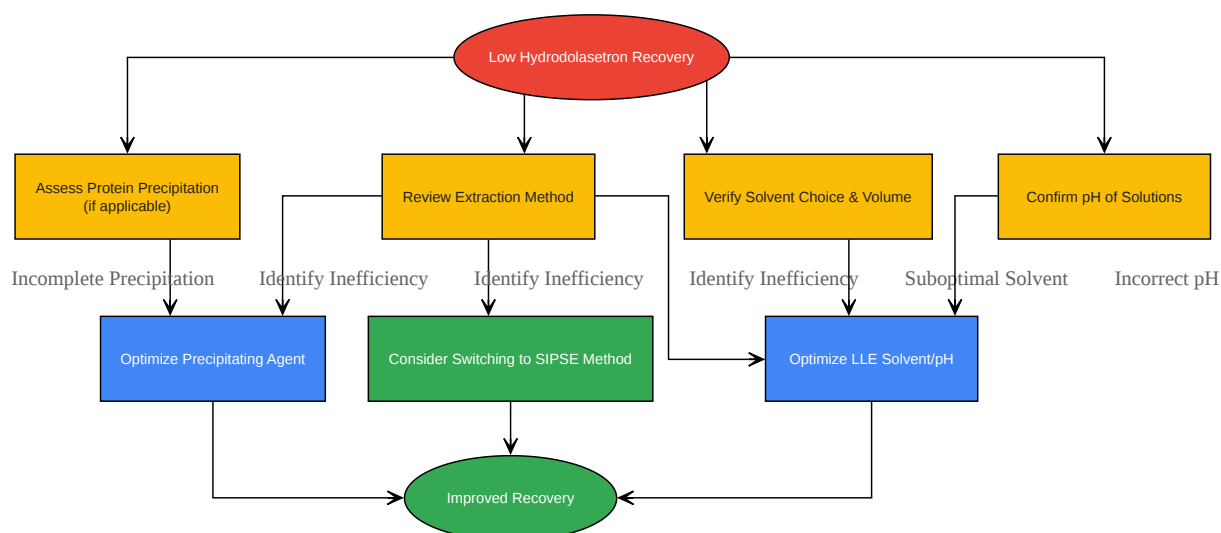 Low Hydrodolasetron Recovery
Assess Protein Precipitation
(if applicable)
Review Extraction Method
Verify Solvent Choice & Volume
Confirm pH of Solutions
Incomplete Precipitation
Identify Inefficiency
Identify Inefficiency
Identify Inefficiency
Suboptimal Solvent
Incorrect pH
Optimize Precipitating Agent
Consider Switching to SIPSE Method
Optimize LLE Solvent/pH
Improved Recovery